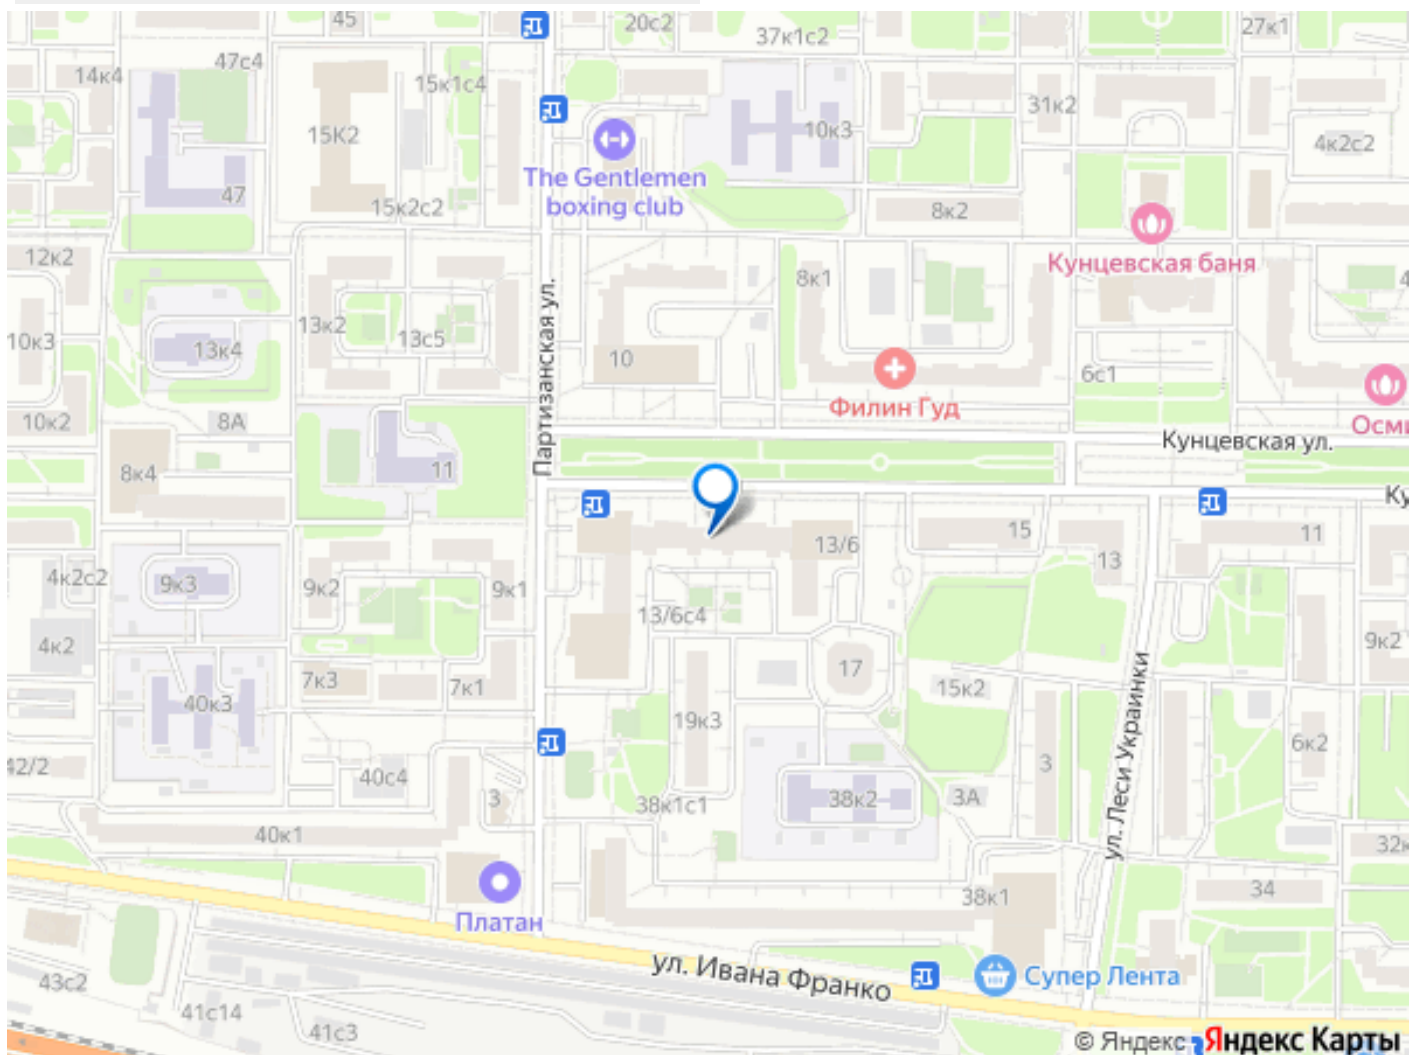 45
20с2
37к1с2
27к1
47с4
14к4
15к1с4
31к2
15К2
10к3
4к2с2
The Gentlemen
boxing club
47
15к2с2
8к2
12к2
Кунцевская баня
8к1
4
Партизанская ул.
13к2
13с5
10к3
13к4
10
6с1
Филин Гуд
10к2
8А
Осми
Кунцевская ул.
8к4
11
Ку
13/6
15
11
13
4к2с2
9к3
9к2
9к1
13/6с4
4к2
9к2
17
7к3
7к1
15к2
40к3
19к3
ул. Леси Украинки
6к2
42/2
40с4
3
3
38к1с1
38к2
3А
40к1
32к
34
38к1
Платан
ул. Ивана Франко
Супер Лента
43с2
41с14
41с3
© Яндекс Яндекс Карты